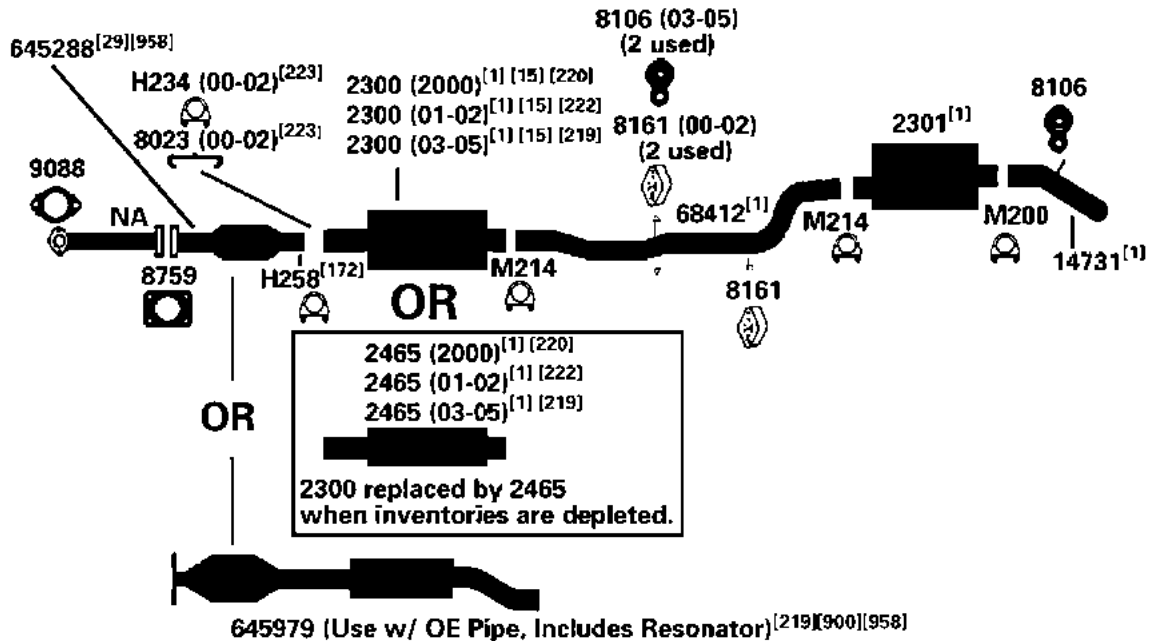 645288[29][958]
H234 (00-02)[223]
8023 (00-02)[223]
9088
NA
8759
H258[172]
2300 (2000)[1] [15] [220]
2300 (01-02)[1] [15] [222]
2300 (03-05)[1] [15] [219]
OR
M214
8106 (03-05)
(2 used)
8161 (00-02)
(2 used)
68412[1]
8161
M214
2301[1]
8106
M200
14731[1]
2465 (2000)[1] [220]
2465 (01-02)[1] [222]
2465 (03-05)[1] [219]
2300 replaced by 2465
when inventories are depleted.
OR
645979 (Use w/ OE Pipe, Includes Resonator)[219][900][958]